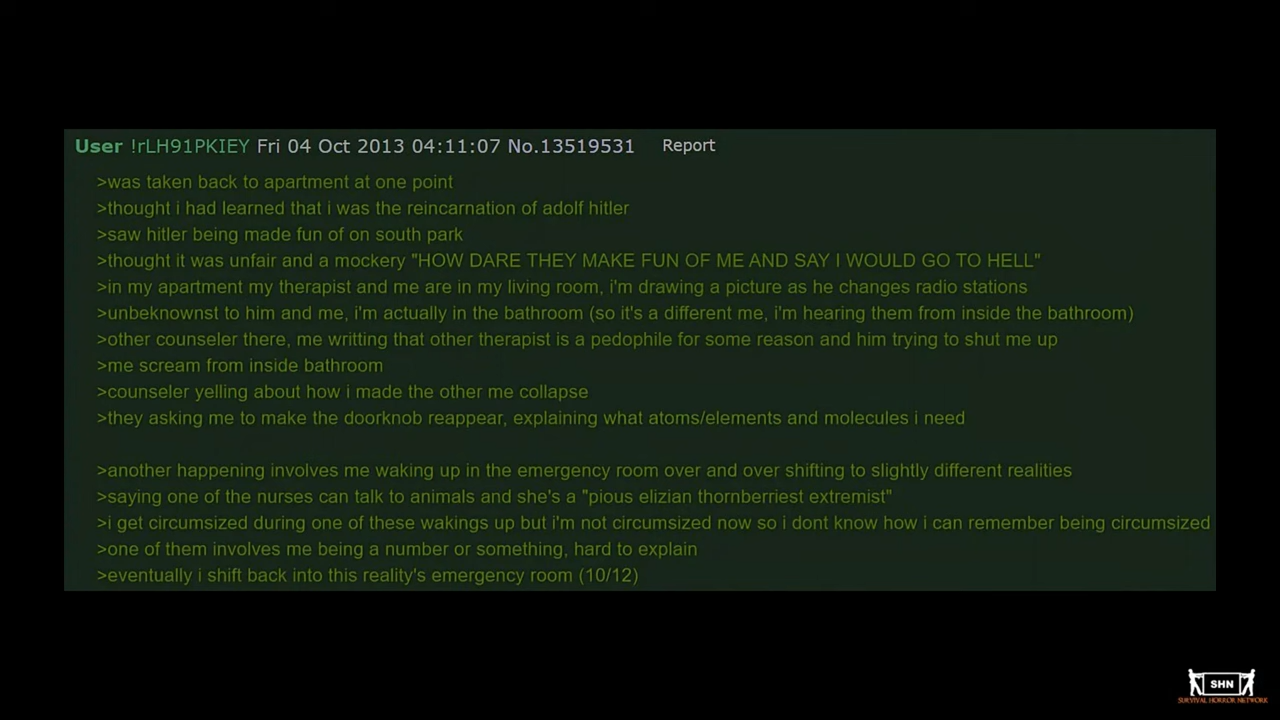 User !rLH91PKIEY Fri 04 Oct 2013 04:11:07 No.13519531 Report
>was taken back to apartment at one point
>thought i had learned that i was the reincarnation of adolf hitler
>saw hitler being made fun of on south park
>thought it was unfair and a mockery "HOW DARE THEY MAKE FUN OF ME AND SAY I WOULD GO TO HELL"
>in my apartment my therapist and me are in my living room, i'm drawing a picture as he changes radio stations
>unbeknownst to him and me, i'm actually in the bathroom (so it's a different me, i'm hearing them from inside the bathroom)
>other counseler there, me writting that other therapist is a pedophile for some reason and him trying to shut me up
>me scream from inside bathroom
>counseler yelling about how i made the other me collapse
>they asking me to make the doorknob reappear, explaining what atoms/elements and molecules i need
>another happening involves me waking up in the emergency room over and over shifting to slightly different realities
>saying one of the nurses can talk to animals and she's a "pious elizian thornberriest extremist"
>i get circumsized during one of these wakings up but i'm not circumsized now so i dont know how i can remember being circumsized
>one of them involves me being a number or something, hard to explain
>eventually i shift back into this reality's emergency room (10/12)
SHN
SURVIVAL HORROR NETWORK